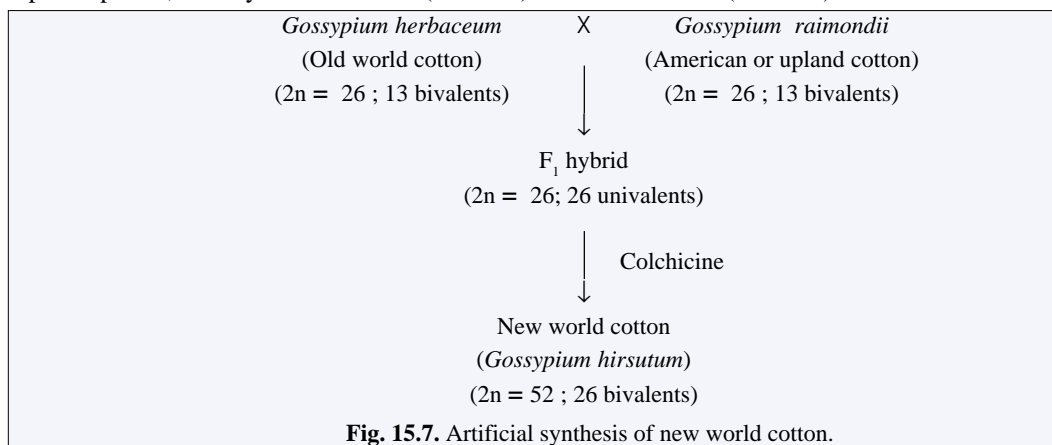 Gossypium herbaceum X Gossypium raimondii
(Old world cotton) (American or upland cotton)
(2n = 26 ; 13 bivalents) (2n = 26 ; 13 bivalents)
F1 hybrid
(2n = 26; 26 univalents)
Colchicine
New world cotton
(Gossypium hirsutum)
(2n = 52 ; 26 bivalents)
Fig. 15.7. Artificial synthesis of new world cotton.